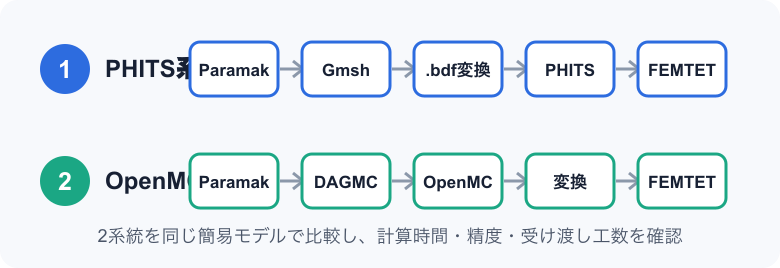 1 PHITS系 Paramak Gmsh .bdf変換 PHITS FEMTET
2 OpenM Paramak DAGMC OpenMC 変換 FEMTET
2系統を同じ簡易モデルで比較し、計算時間・精度・受け渡し工数を確認